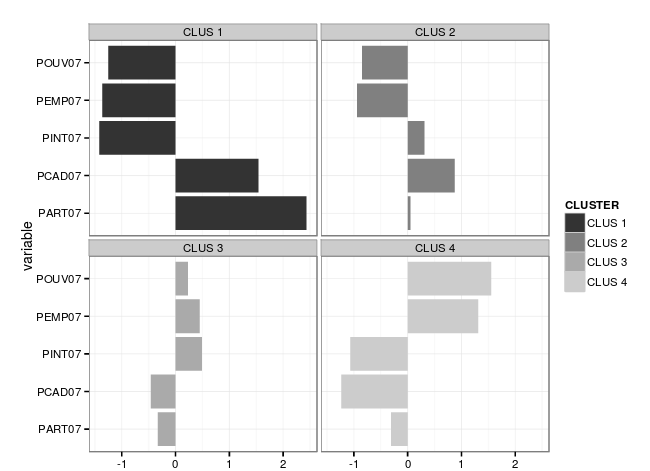 CLUS 1
CLUS 2
POUV07
PEMP07
PINT07
PCAD07
PART07
variable
CLUS 3
CLUS 4
POUV07
PEMP07
PINT07
PCAD07
PART07
-1 0 1 2
-1 0 1 2
CLUSTER
CLUS 1
CLUS 2
CLUS 3
CLUS 4